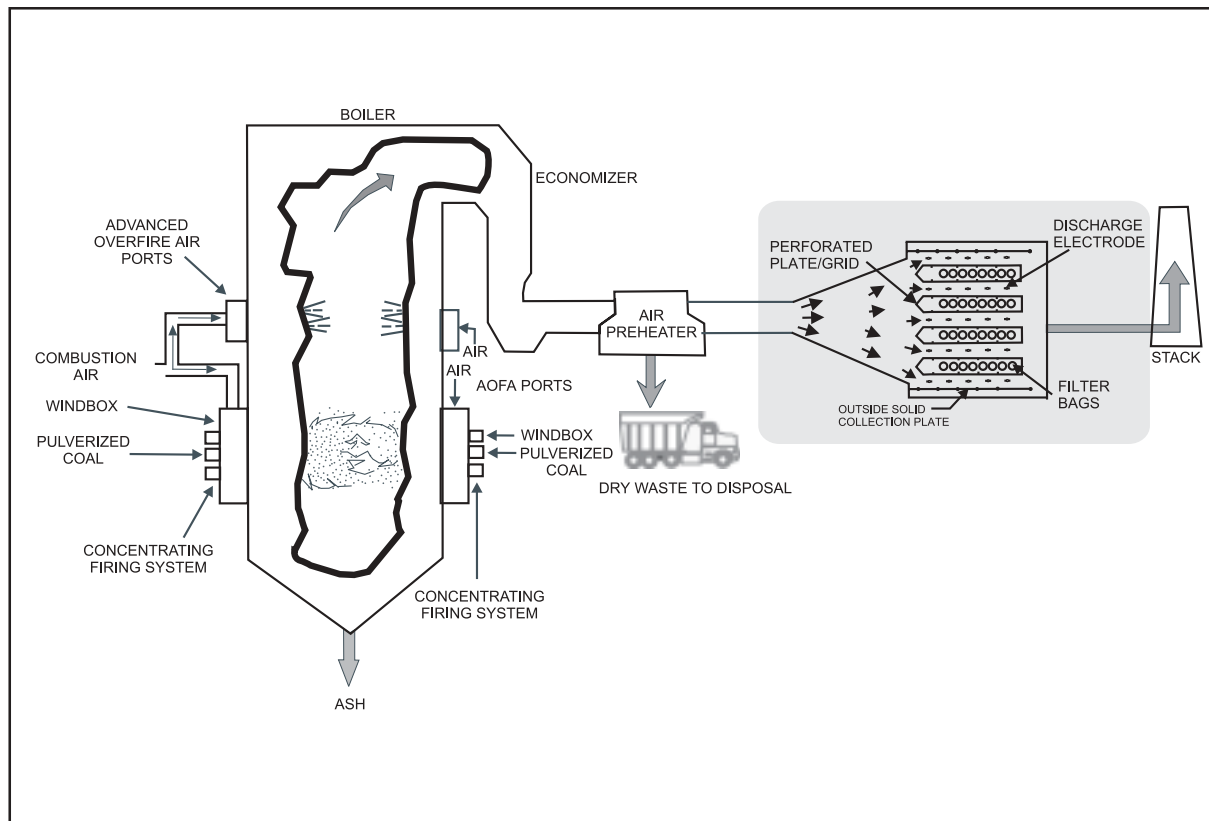 BOILER
ECONOMIZER
ADVANCED
OVERFIRE AIR
PORTS
COMBUSTION
AIR
WINDBOX
PULVERIZED
COAL
CONCENTRATING
FIRING SYSTEM
AIR
AIR
AOFA PORTS
WINDBOX
PULVERIZED
COAL
CONCENTRATING
FIRING SYSTEM
ASH
AIR
PREHEATER
DRY WASTE TO DISPOSAL
PERFORATED
PLATE/GRID
DISCHARGE
ELECTRODE
OUTSIDE SOLID
COLLECTION PLATE
FILTER
BAGS
STACK